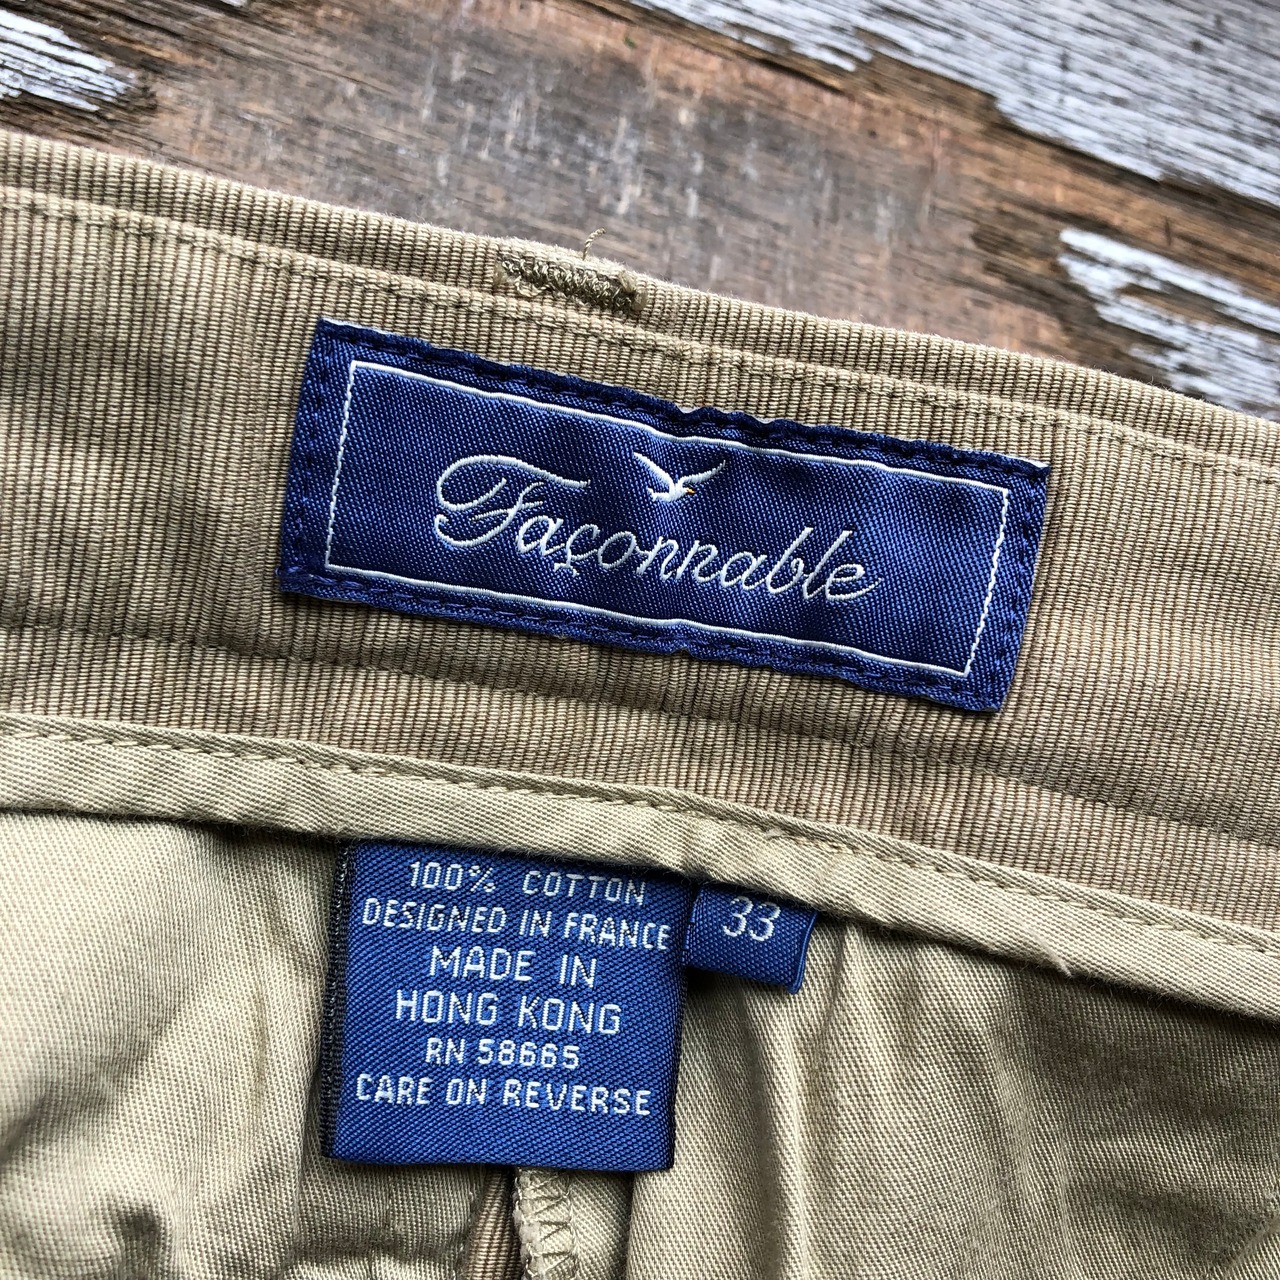 Façonnable
100% COTTON
DESIGNED IN FRANCE
MADE IN
HONG KONG
RN 58665
CARE ON REVERSE
33